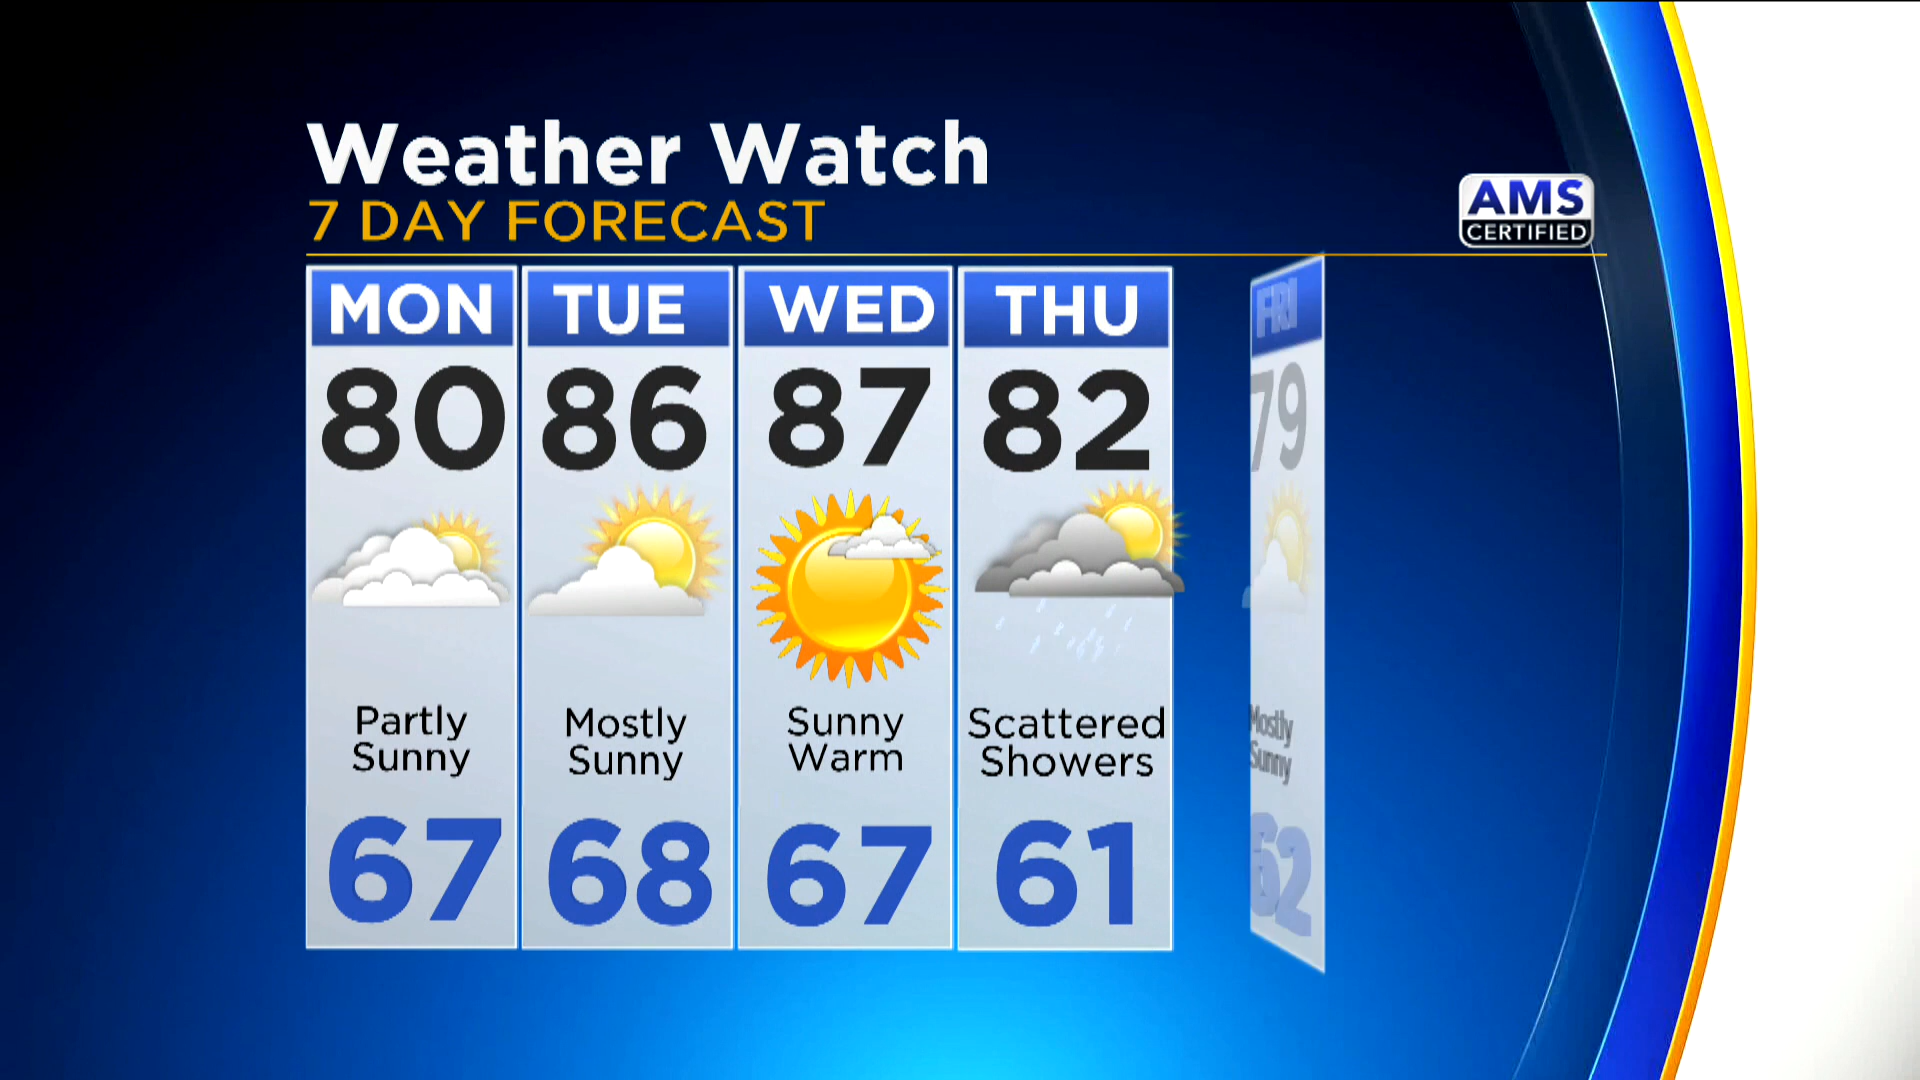 Weather Watch
7 DAY FORECAST
AMS
CERTIFIED
MON
80
Partly
Sunny
67
TUE
86
Mostly
Sunny
68
WED
87
Sunny
Warm
67
THU
82
Scattered
Showers
61
FRI
79
Mostly
Sunny
62